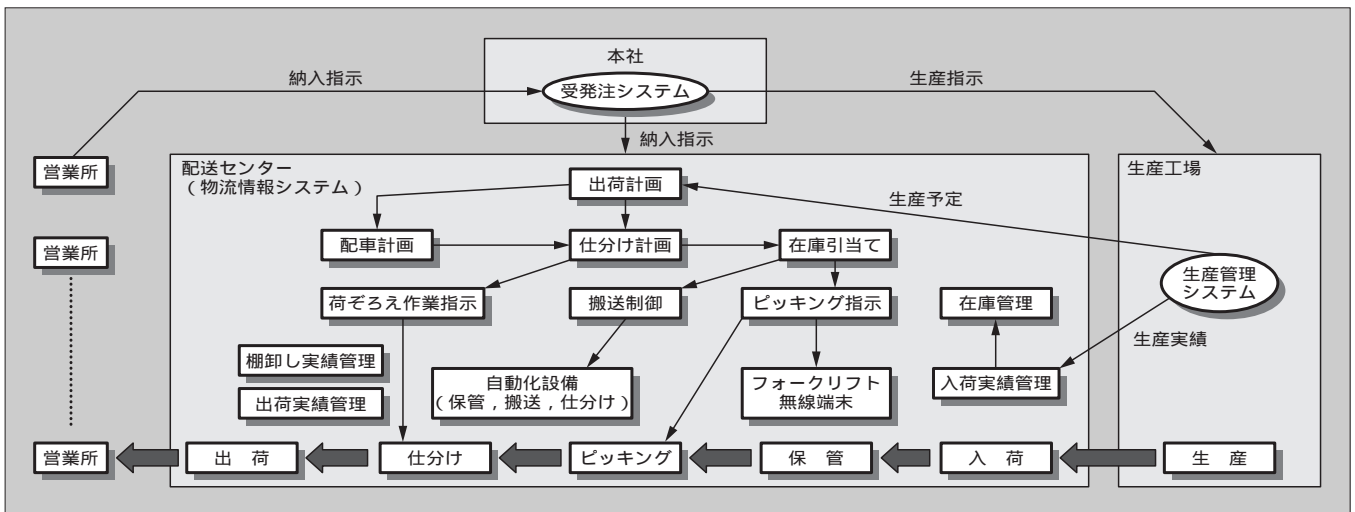 本社
納入指示
受発注システム
生産指示
納入指示
営業所
配送センター
（物流情報システム）
生産工場
出荷計画
生産予定
営業所
配車計画
仕分け計画
在庫引当て
生産管理
システム
荷ぞろえ作業指示
搬送制御
ピッキング指示
在庫管理
生産実績
棚卸し実績管理
自動化設備
（保管，搬送，仕分け）
フォークリフト
無線端末
入荷実績管理
出荷実績管理
営業所
出　荷
仕分け
ピッキング
保　管
入　荷
生　産